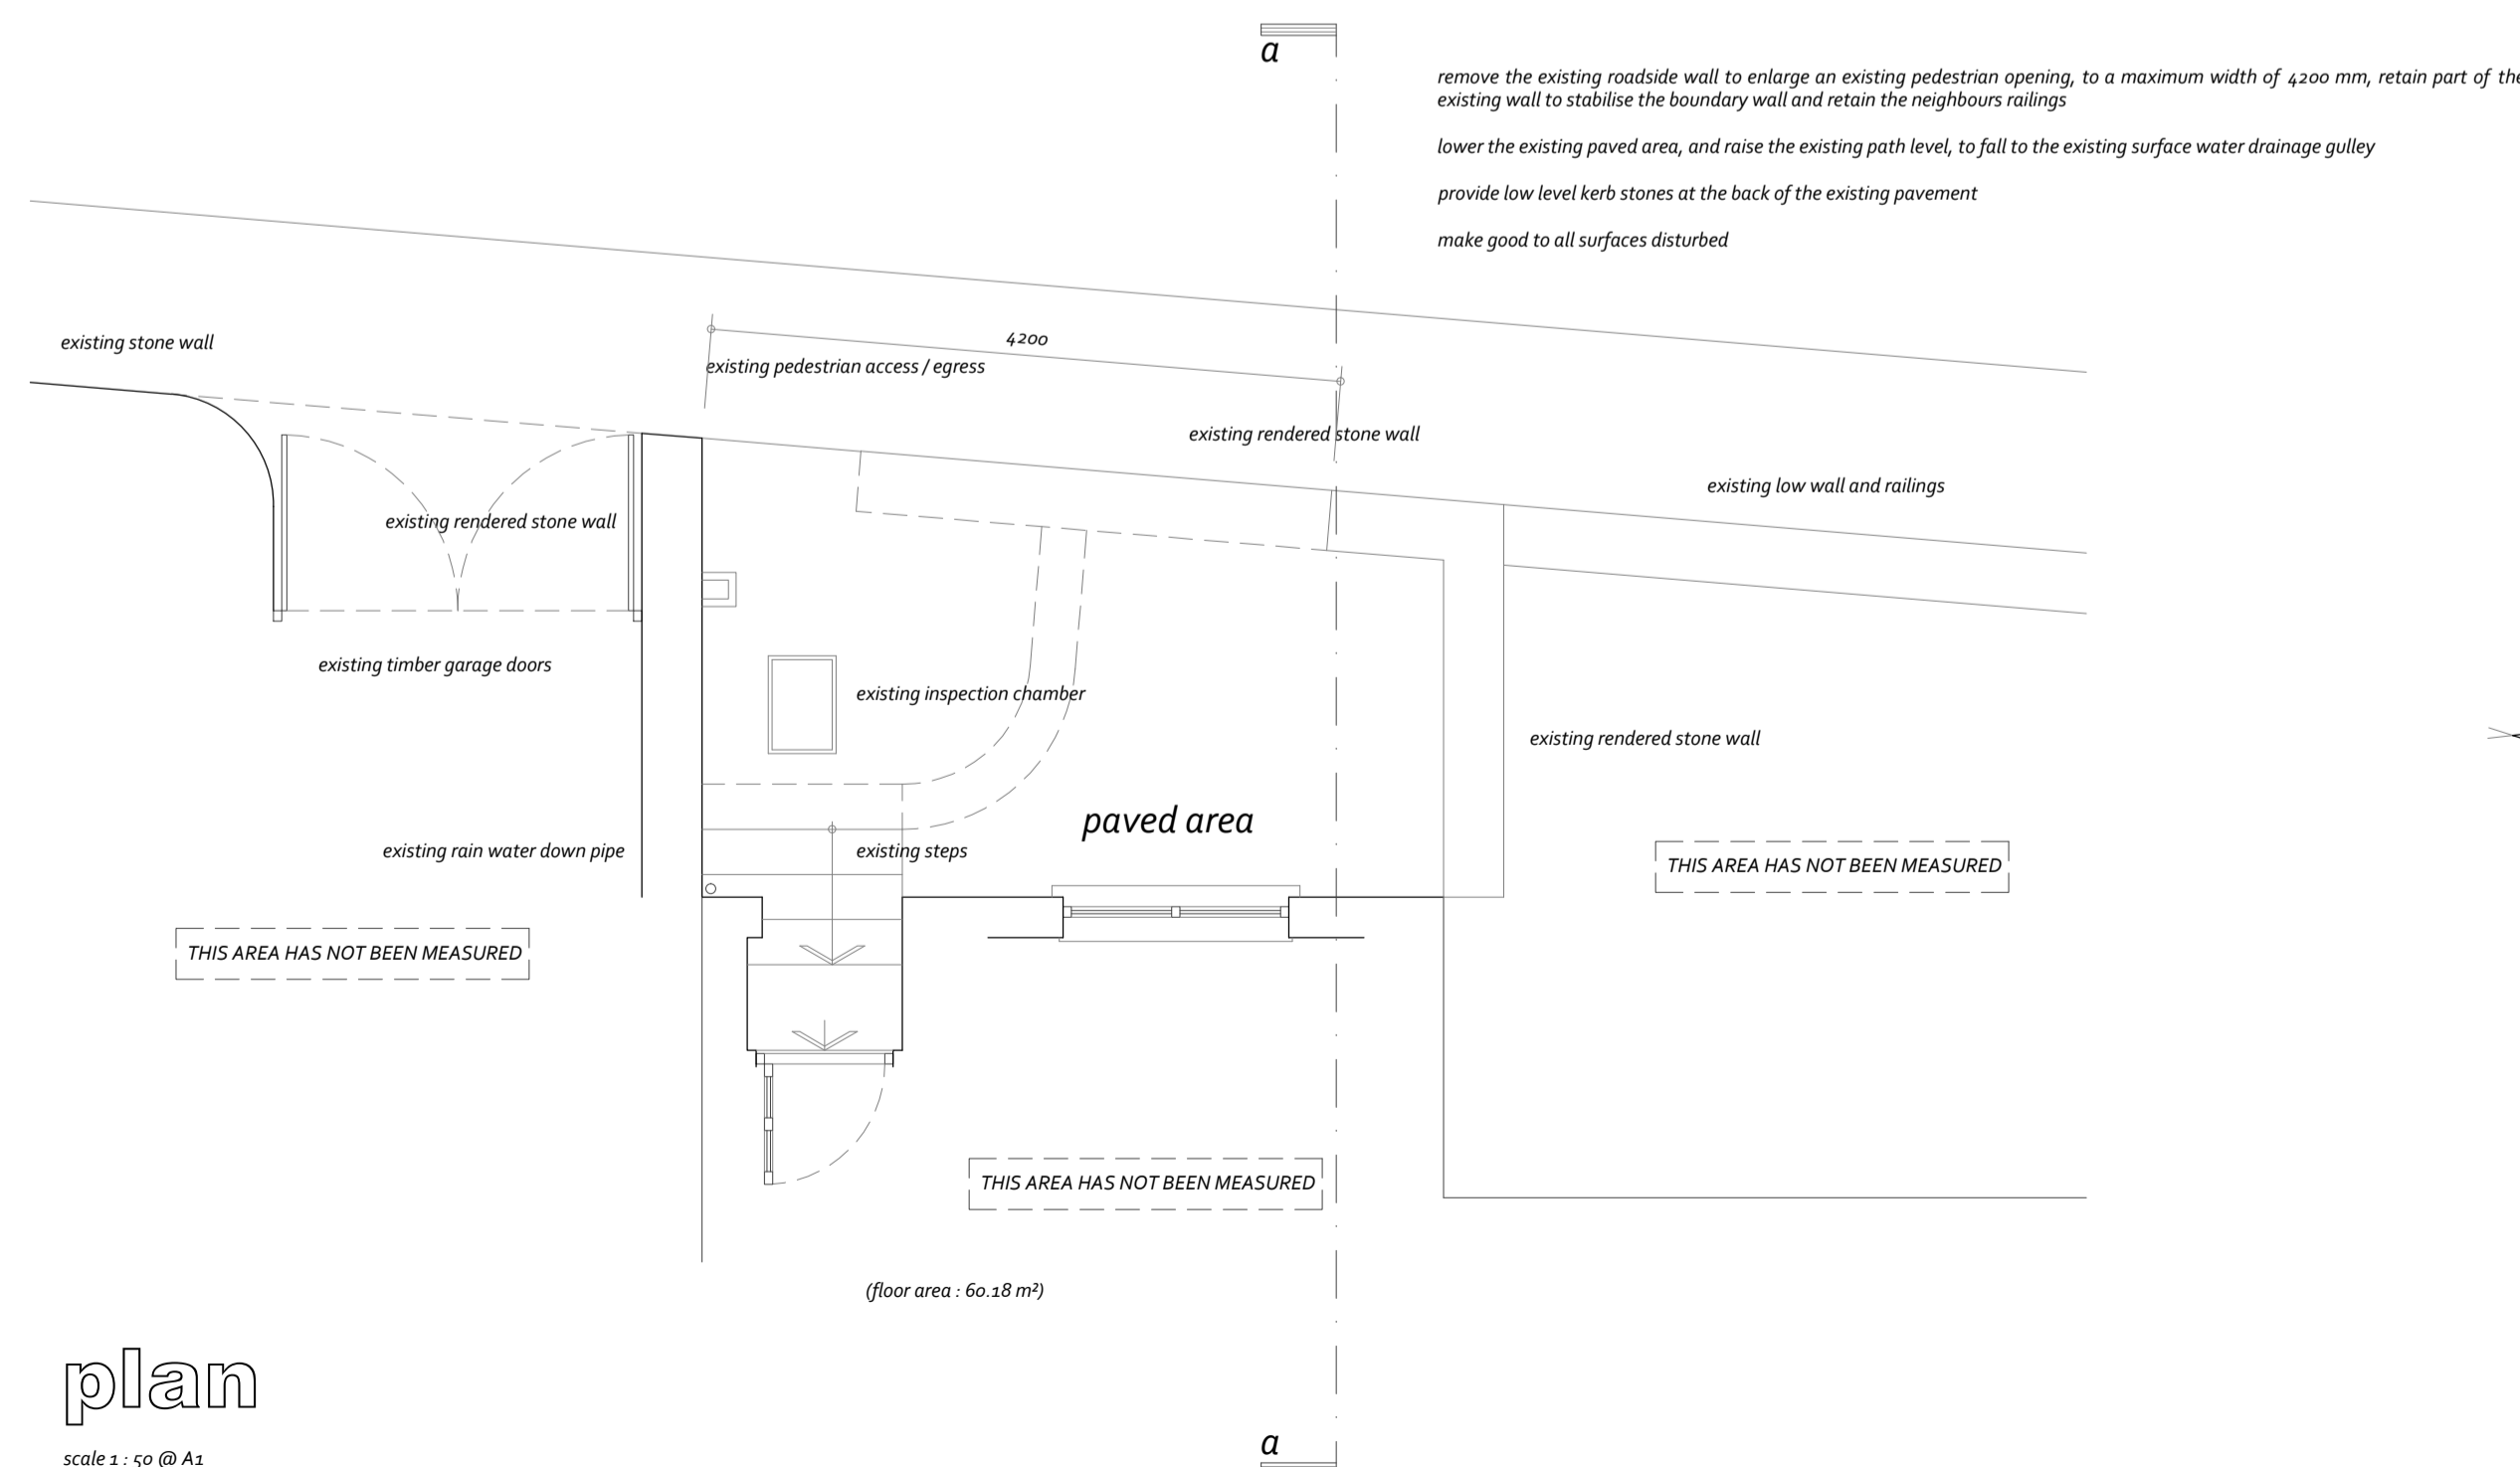 a
remove the existing roadside wall to enlarge an existing pedestrian opening, to a maximum width of 4200 mm, retain part of the
existing wall to stabilise the boundary wall and retain the neighbours railings
lower the existing paved area, and raise the existing path level, to fall to the existing surface water drainage gulley
provide low level kerb stones at the back of the existing pavement
make good to all surfaces disturbed
existing stone wall
4200
existing pedestrian access / egress
existing rendered stone wall
existing low wall and railings
existing rendered stone wall
existing timber garage doors
existing inspection chamber
existing rendered stone wall
paved area
existing rain water down pipe
existing steps
THIS AREA HAS NOT BEEN MEASURED
THIS AREA HAS NOT BEEN MEASURED
THIS AREA HAS NOT BEEN MEASURED
(floor area : 60.18 m²)
plan
a
scale 1 : 50 @ A1